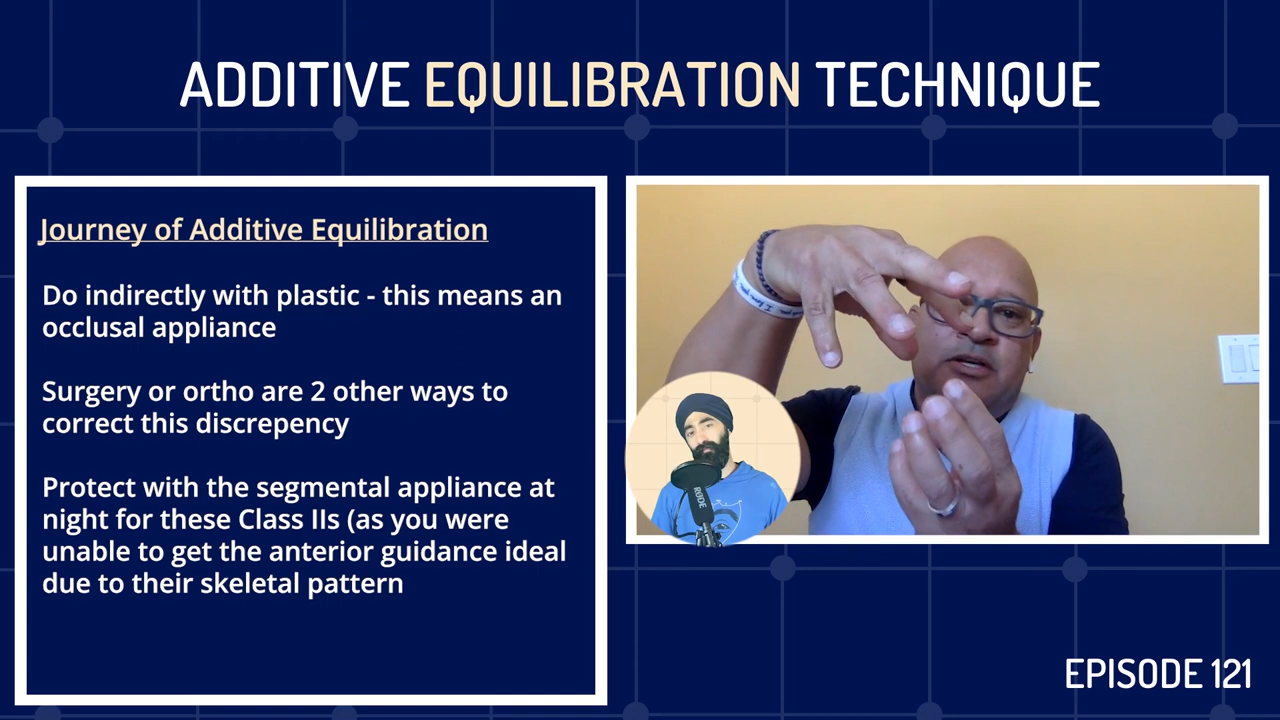 ADDITIVE EQUILIBRATION TECHNIQUE
Journey of Additive Equilibration
Do indirectly with plastic - this means an
occlusal appliance
Surgery or ortho are 2 other ways to
correct this discrepency
Protect with the segmental appliance at
night for these Class IIs (as you were
unable to get the anterior guidance ideal
due to their skeletal pattern
RODE
EPISODE 121